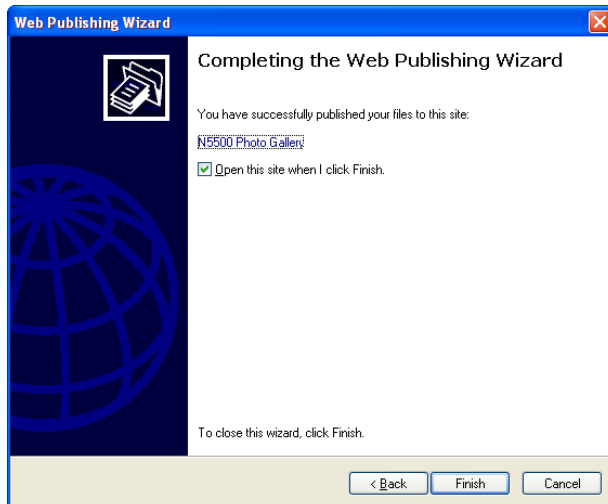 Web Publishing Wizard
Completing the Web Publishing Wizard
You have successfully published your files to this site:
N5500 Photo Gallery
Open this site when I click Finish.
To close this wizard, click Finish.
< Back Finish Cancel